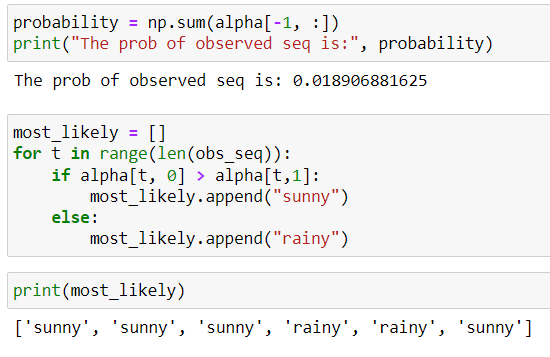 probability = np.sum(alpha[-1, :])
print("The prob of observed seq is:", probability)
The prob of observed seq is: 0.018906881625
most_likely = []
for t in range(len(obs_seq)):
    if alpha[t, 0] > alpha[t,1]:
        most_likely.append("sunny")
    else:
        most_likely.append("rainy")
print(most_likely)
['sunny', 'sunny', 'sunny', 'rainy', 'rainy', 'sunny']